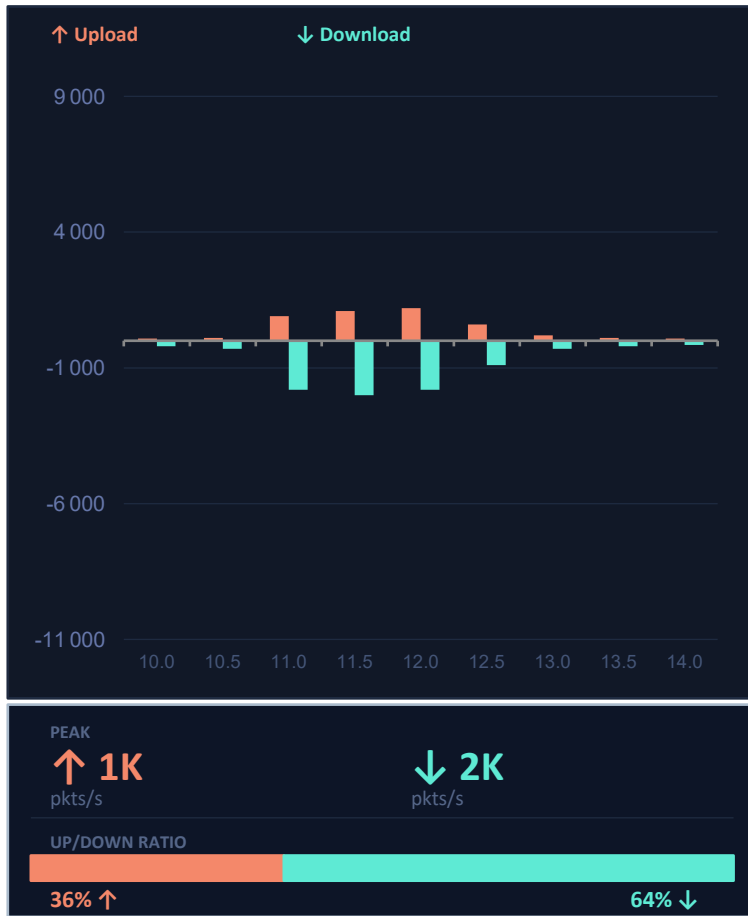 ↑ Upload ↓ Download
9 000
4 000
-1 000
-6 000
-11 000
10.0 10.5 11.0 11.5 12.0 12.5 13.0 13.5 14.0
PEAK
↑ 1K ↓ 2K
pkts/s pkts/s
UP/DOWN RATIO
36% ↑ 64% ↓